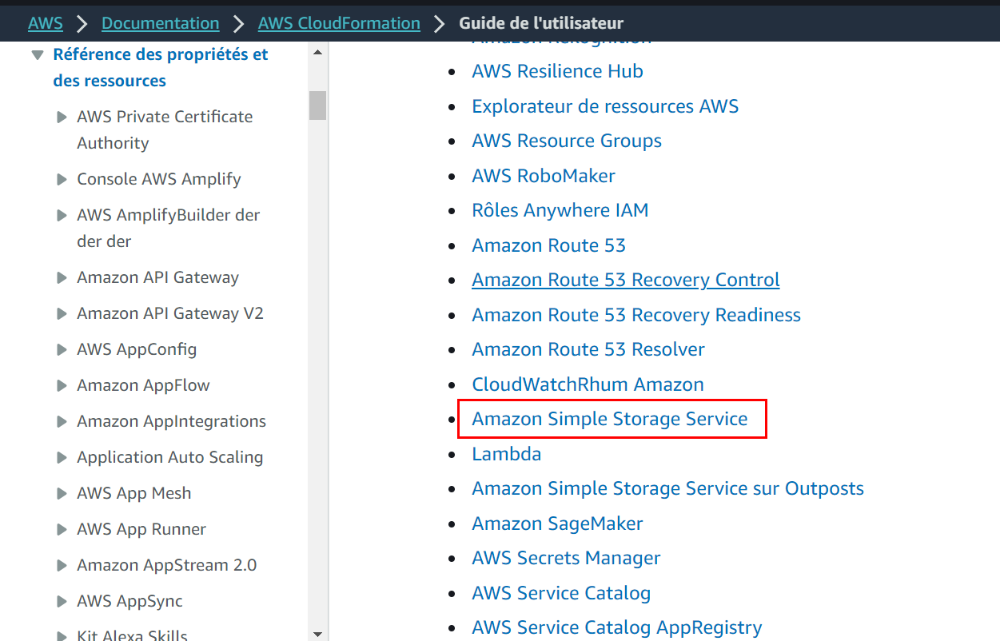 AWS > Documentation > AWS CloudFormation > Guide de l'utilisateur
Référence des propriétés et
des ressources
AWS Private Certificate
Authority
Console AWS Amplify
AWS AmplifyBuilder der
der der
Amazon API Gateway
Amazon API Gateway V2
AWS AppConfig
Amazon AppFlow
Amazon AppIntegrations
Application Auto Scaling
AWS App Mesh
AWS App Runner
Amazon AppStream 2.0
AWS AppSync
Kit Alexa Skills
Amazon Rekognition
AWS Resilience Hub
Explorateur de ressources AWS
AWS Resource Groups
AWS RoboMaker
Rôles Anywhere IAM
Amazon Route 53
Amazon Route 53 Recovery Control
Amazon Route 53 Recovery Readiness
Amazon Route 53 Resolver
CloudWatchRhum Amazon
Amazon Simple Storage Service
Lambda
Amazon Simple Storage Service sur Outposts
Amazon SageMaker
AWS Secrets Manager
AWS Service Catalog
AWS Service Catalog AppRegistry